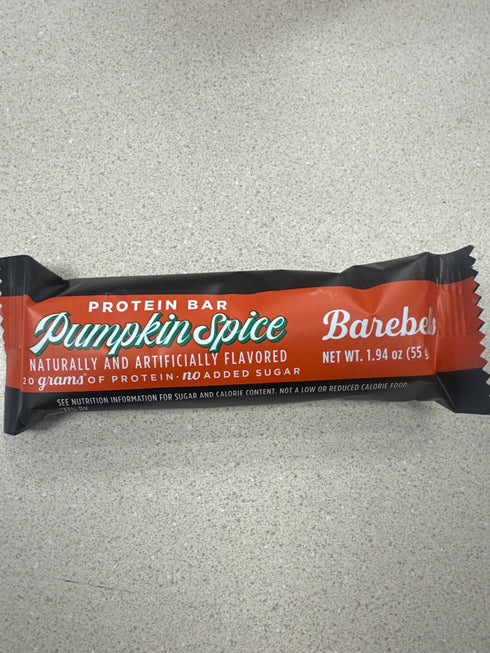 PROTEIN BAR
Pumpkin Spice
NATURALLY AND ARTIFICIALLY FLAVORED
20 grams OF PROTEIN · no ADDED SUGAR
Barebel
NET WT. 1.94 oz (55 g
SEE NUTRITION INFORMATION FOR SUGAR AND CALORIE CONTENT. NOT A LOW OR REDUCED CALORIE FOOD